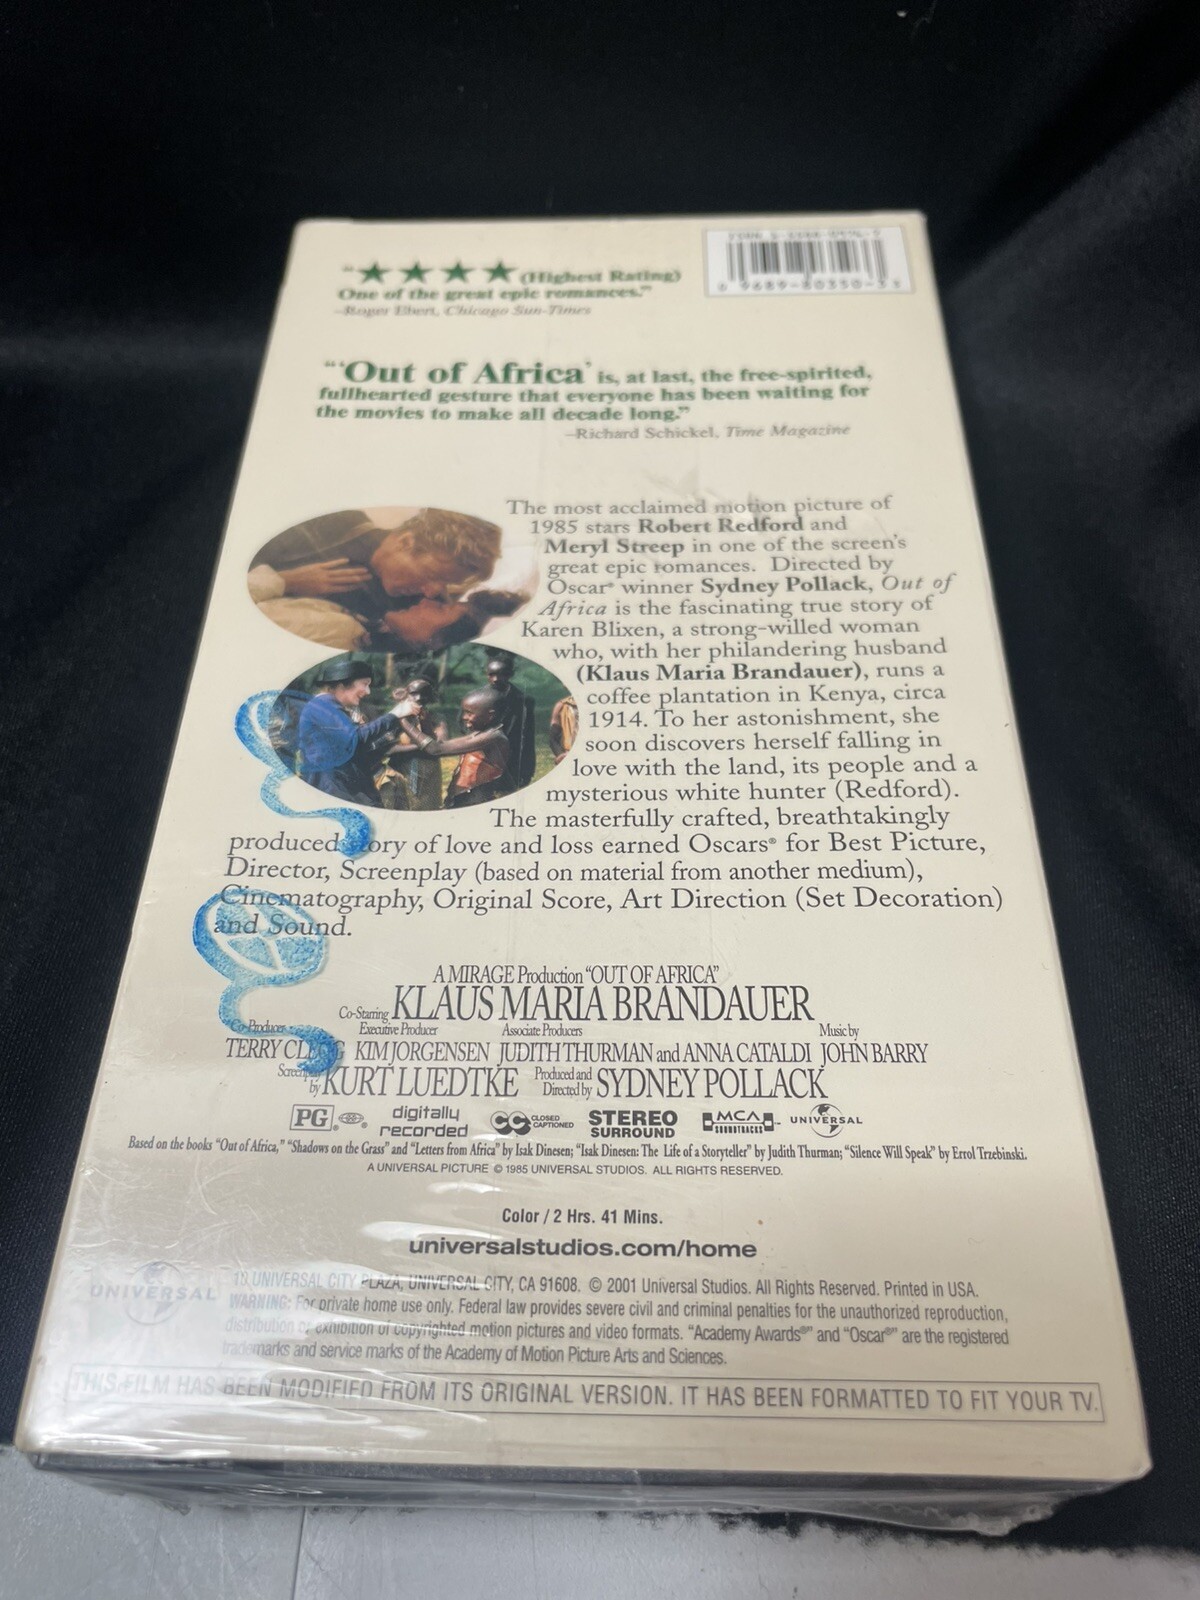 "★★★★ (Highest Rating)
One of the great epic romances."
–Roger Ebert, Chicago Sun-Times
"'Out of Africa' is, at last, the free-spirited,
fullhearted gesture that everyone has been waiting for
the movies to make all decade long."
–Richard Schickel, Time Magazine
The most acclaimed motion picture of
1985 stars Robert Redford and
Meryl Streep in one of the screen's
great epic romances. Directed by
Oscar® winner Sydney Pollack, Out of
Africa is the fascinating true story of
Karen Blixen, a strong-willed woman
who, with her philandering husband
(Klaus Maria Brandauer), runs a
coffee plantation in Kenya, circa
1914. To her astonishment, she
soon discovers herself falling in
love with the land, its people and a
mysterious white hunter (Redford).
The masterfully crafted, breathtakingly
produced story of love and loss earned Oscars® for Best Picture,
Director, Screenplay (based on material from another medium),
Cinematography, Original Score, Art Direction (Set Decoration)
and Sound.
A MIRAGE Production "OUT OF AFRICA"
Co-Starring KLAUS MARIA BRANDAUER
Co-Producer Executive Producer Associate Producers Music by
TERRY CLEGG KIM JORGENSEN JUDITH THURMAN and ANNA CATALDI JOHN BARRY
Screenplay by KURT LUEDTKE Produced and Directed by SYDNEY POLLACK
PG digitally recorded CC CLOSED CAPTIONED STEREO SURROUND MCA SOUNDTRACKS UNIVERSAL
Based on the books "Out of Africa," "Shadows on the Grass" and "Letters from Africa" by Isak Dinesen; "Isak Dinesen: The Life of a Storyteller" by Judith Thurman; "Silence Will Speak" by Errol Trzebinski.
A UNIVERSAL PICTURE © 1985 UNIVERSAL STUDIOS. ALL RIGHTS RESERVED.
Color / 2 Hrs. 41 Mins.
universalstudios.com/home
UNIVERSAL
10 UNIVERSAL CITY PLAZA, UNIVERSAL CITY, CA 91608. © 2001 Universal Studios. All Rights Reserved. Printed in USA.
WARNING: For private home use only. Federal law provides severe civil and criminal penalties for the unauthorized reproduction,
distribution or exhibition of copyrighted motion pictures and video formats. "Academy Awards®" and "Oscar®" are the registered
trademarks and service marks of the Academy of Motion Picture Arts and Sciences.
THIS FILM HAS BEEN MODIFIED FROM ITS ORIGINAL VERSION. IT HAS BEEN FORMATTED TO FIT YOUR TV.